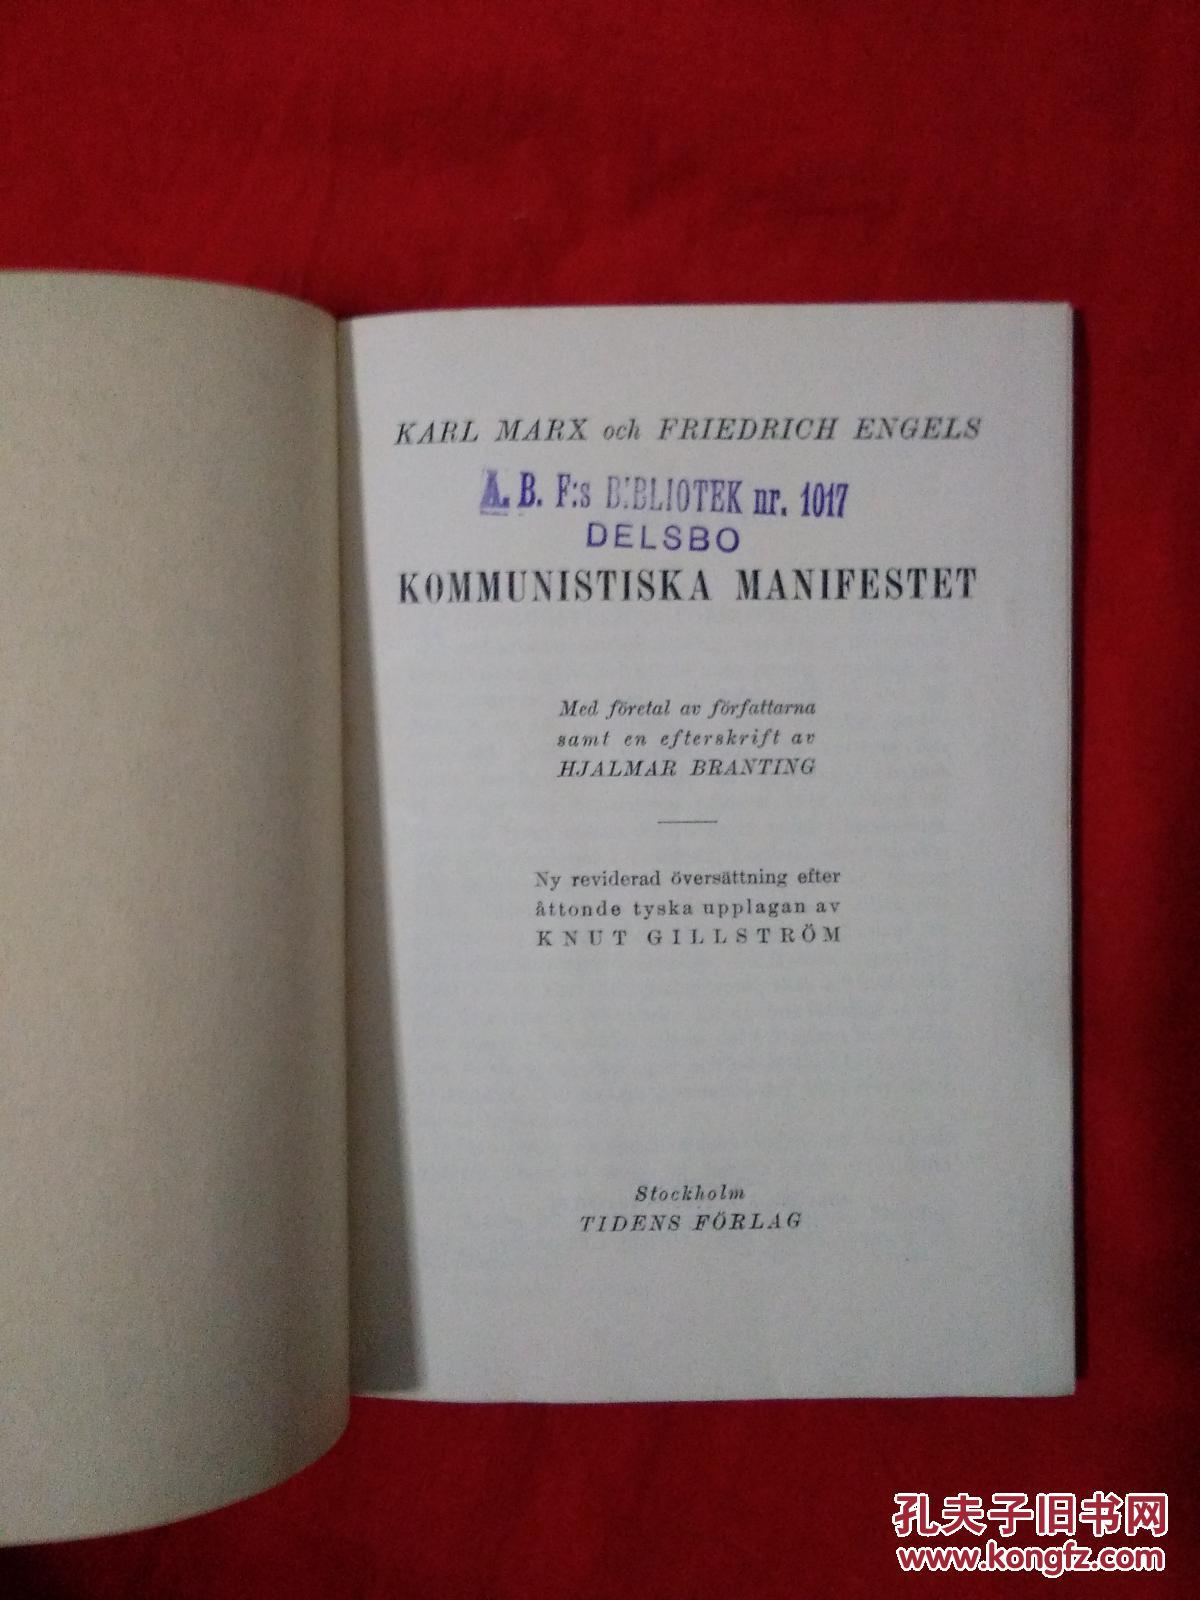 KARL MARX och FRIEDRICH ENGELS
A. B. F:s BIBLIOTEK nr. 1017
DELSBO
KOMMUNISTISKA MANIFESTET
Med företal av författarna
samt en efterskrift av
HJALMAR BRANTING
Ny reviderad översättning efter
åttonde tyska upplagan av
KNUT GILLSTRÖM
Stockholm
TIDENS FÖRLAG
孔夫子旧书网
www.kongfz.com